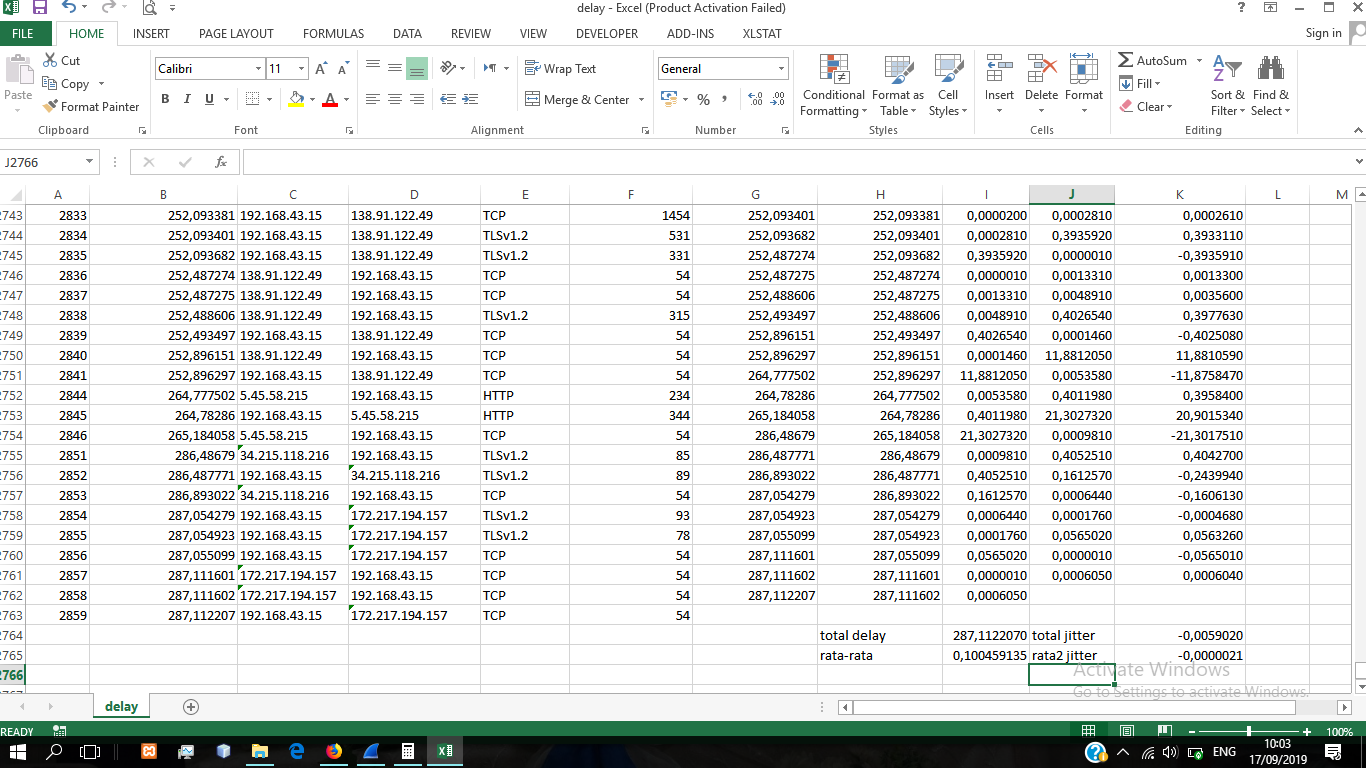 delay - Excel (Product Activation Failed)
FILE HOME INSERT PAGE LAYOUT FORMULAS DATA REVIEW VIEW DEVELOPER ADD-INS XLSTAT Sign in
Paste Cut Copy Format Painter
Clipboard
Calibri 11
B I U
Font
Wrap Text
Merge & Center
Alignment
General
% ,
Number
Conditional Formatting Format as Table Cell Styles
Styles
Insert Delete Format
Cells
AutoSum Fill Clear Sort & Filter Find & Select
Editing
J2766 fx
A B C D E F G H I J K L M
2743 2833 252,093381 192.168.43.15 138.91.122.49 TCP 1454 252,093401 252,093381 0,0000200 0,0002810 0,0002610
2744 2834 252,093401 192.168.43.15 138.91.122.49 TLSv1.2 531 252,093682 252,093401 0,0002810 0,3935920 0,3933110
2745 2835 252,093682 192.168.43.15 138.91.122.49 TLSv1.2 331 252,487274 252,093682 0,3935920 0,0000010 -0,3935910
2746 2836 252,487274 138.91.122.49 192.168.43.15 TCP 54 252,487275 252,487274 0,0000010 0,0013310 0,0013300
2747 2837 252,487275 138.91.122.49 192.168.43.15 TCP 54 252,488606 252,487275 0,0013310 0,0048910 0,0035600
2748 2838 252,488606 138.91.122.49 192.168.43.15 TLSv1.2 315 252,493497 252,488606 0,0048910 0,4026540 0,3977630
2749 2839 252,493497 192.168.43.15 138.91.122.49 TCP 54 252,896151 252,493497 0,4026540 0,0001460 -0,4025080
2750 2840 252,896151 138.91.122.49 192.168.43.15 TCP 54 252,896297 252,896151 0,0001460 11,8812050 11,8810590
2751 2841 252,896297 192.168.43.15 138.91.122.49 TCP 54 264,777502 252,896297 11,8812050 0,0053580 -11,8758470
2752 2844 264,777502 5.45.58.215 192.168.43.15 HTTP 234 264,78286 264,777502 0,0053580 0,4011980 0,3958400
2753 2845 264,78286 192.168.43.15 5.45.58.215 HTTP 344 265,184058 264,78286 0,4011980 21,3027320 20,9015340
2754 2846 265,184058 5.45.58.215 192.168.43.15 TCP 54 286,48679 265,184058 21,3027320 0,0009810 -21,3017510
2755 2851 286,48679 34.215.118.216 192.168.43.15 TLSv1.2 85 286,487771 286,48679 0,0009810 0,4052510 0,4042700
2756 2852 286,487771 192.168.43.15 34.215.118.216 TLSv1.2 89 286,893022 286,487771 0,4052510 0,1612570 -0,2439940
2757 2853 286,893022 34.215.118.216 192.168.43.15 TCP 54 287,054279 286,893022 0,1612570 0,0006440 -0,1606130
2758 2854 287,054279 192.168.43.15 172.217.194.157 TLSv1.2 93 287,054923 287,054279 0,0006440 0,0001760 -0,0004680
2759 2855 287,054923 192.168.43.15 172.217.194.157 TLSv1.2 78 287,055099 287,054923 0,0001760 0,0565020 0,0563260
2760 2856 287,055099 192.168.43.15 172.217.194.157 TCP 54 287,111601 287,055099 0,0565020 0,0000010 -0,0565010
2761 2857 287,111601 172.217.194.157 192.168.43.15 TCP 54 287,111602 287,111601 0,0000010 0,0006050 0,0006040
2762 2858 287,111602 172.217.194.157 192.168.43.15 TCP 54 287,112207 287,111602 0,0006050
2763 2859 287,112207 192.168.43.15 172.217.194.157 TCP 54
2764 total delay 287,1122070 total jitter -0,0059020
2765 rata-rata 0,100459135 rata2 jitter -0,0000021
2766
Activate Windows
Go to Settings to activate Windows.
delay
READY 100%
ENG 10:03
17/09/2019